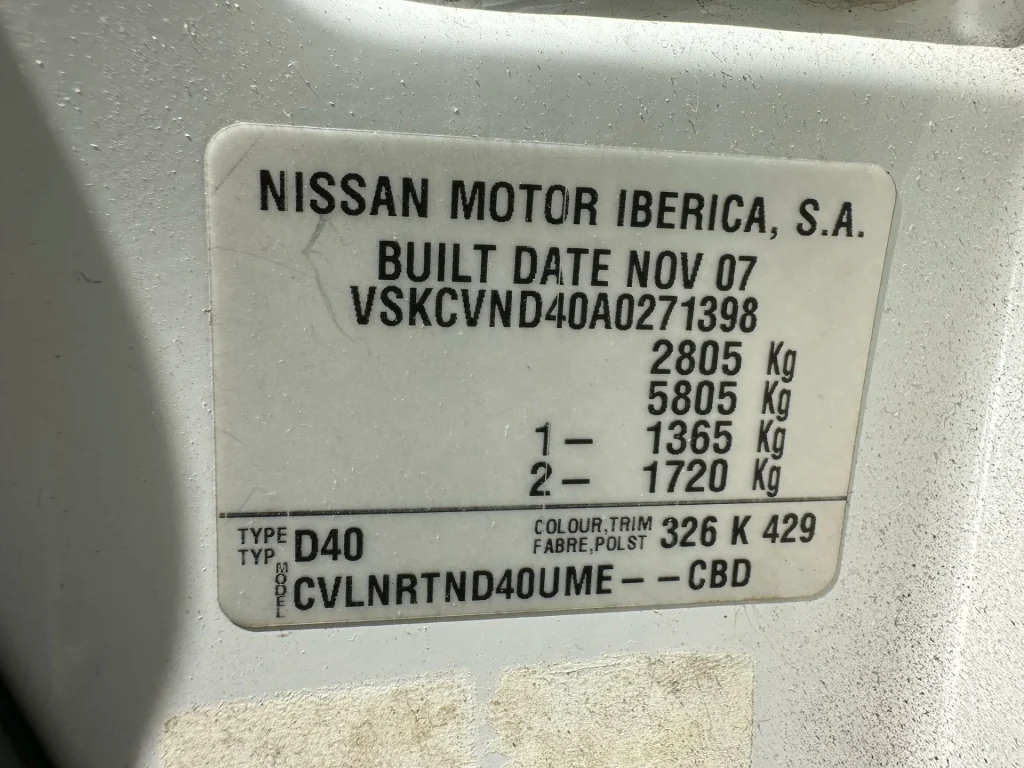 NISSAN MOTOR IBERICA, S.A.
BUILT DATE NOV 07
VSKCVND40A0271398
2805 Kg
5805 Kg
1- 1365 Kg
2- 1720 Kg
TYPE TYP D40 COLOUR,TRIM FABRE,POLST 326 K 429
MODEL CVLNRTND40UME--CBD